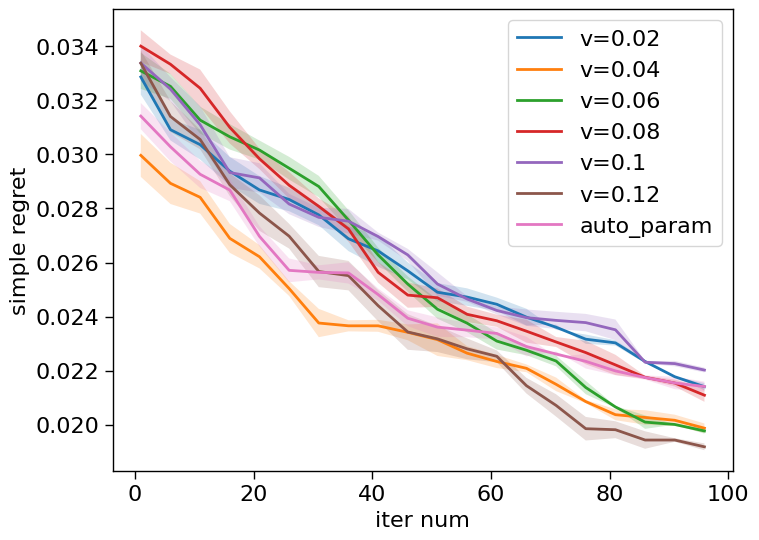 simple regret
0.034
0.032
0.030
0.028
0.026
0.024
0.022
0.020
v=0.02
v=0.04
v=0.06
v=0.08
v=0.1
v=0.12
auto_param
0 20 40 60 80 100
iter num